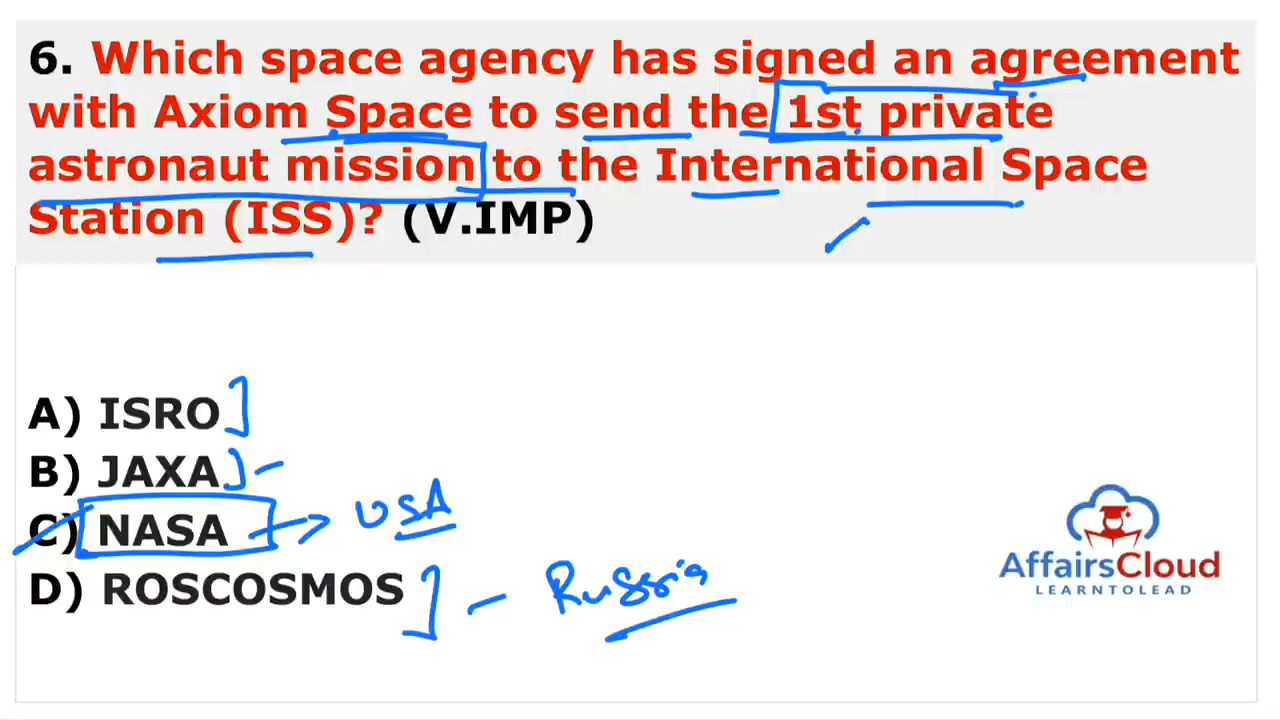 6. Which space agency has signed an agreement
with Axiom Space to send the 1st private
astronaut mission to the International Space
Station (ISS)? (V.IMP)
A) ISRO
B) JAXA
C) NASA → USA
D) ROSCOSMOS - Russia
AffairsCloud
LEARNTOLEAD